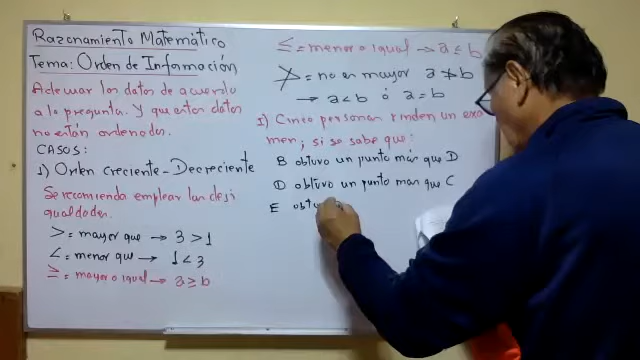 Razonamiento Matemático
Tema: Orden de Información
Adecuar los datos de acuerdo
a la pregunta. Y que estos datos
no están ordenados.
CASOS:
1) Orden creciente - Decreciente
Se recomienda emplear las desi
gualdades.
> = mayor que → 3 > 1
< = menor que → 1 < 3
≥ = mayor o igual → a ≥ b
≤ = menor o igual → a ≤ b
≯ = no es mayor a ≯ b
→ a < b ó a = b
1) Cinco personas rinden un exa
men; si se sabe que:
B obtuvo un punto más que D
D obtuvo un punto más que C
E